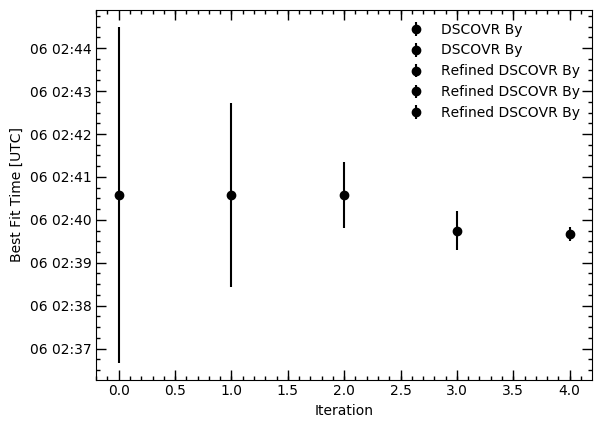 DSCOVR By
DSCOVR By
Refined DSCOVR By
Refined DSCOVR By
Refined DSCOVR By
Best Fit Time [UTC]
06 02:44
06 02:43
06 02:42
06 02:41
06 02:40
06 02:39
06 02:38
06 02:37
0.0 0.5 1.0 1.5 2.0 2.5 3.0 3.5 4.0
Iteration